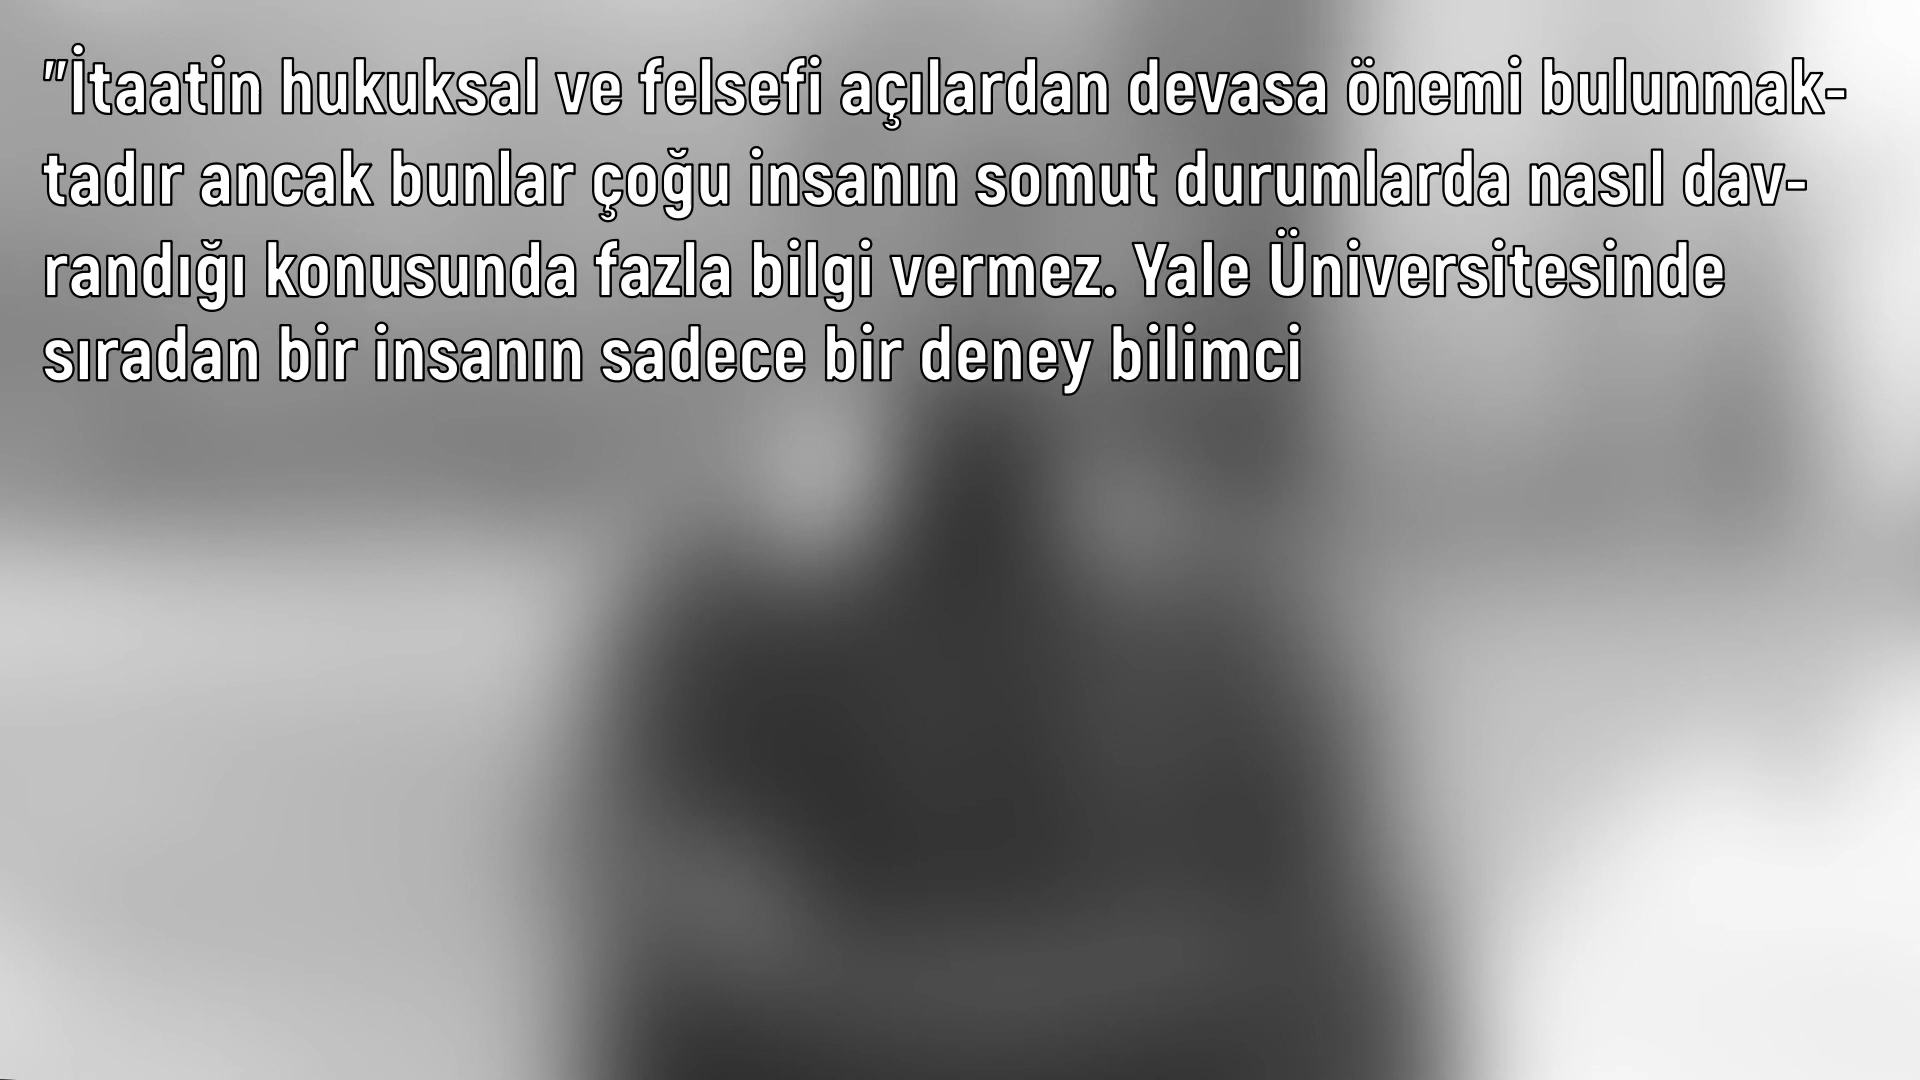 "İtaatin hukuksal ve felsefi açılardan devasa önemi bulunmak-
tadır ancak bunlar çoğu insanın somut durumlarda nasıl dav-
randığı konusunda fazla bilgi vermez. Yale Üniversitesinde
sıradan bir insanın sadece bir deney bilimci